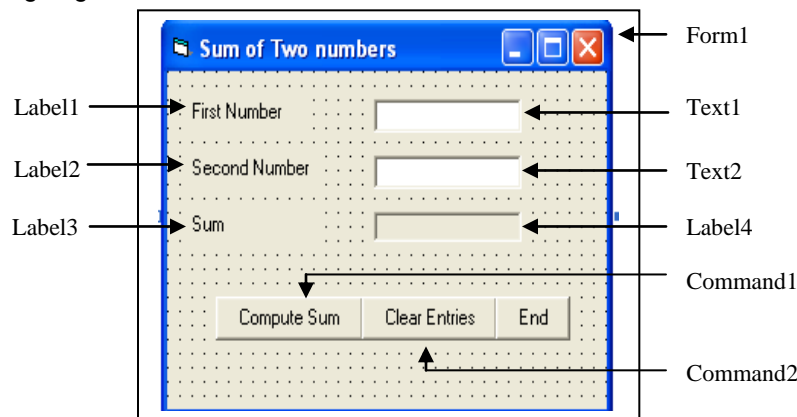 Sum of Two numbers
Form1
Label1
First Number
Text1
Label2
Second Number
Text2
Label3
Sum
Label4
Command1
Compute Sum
Clear Entries
End
Command2